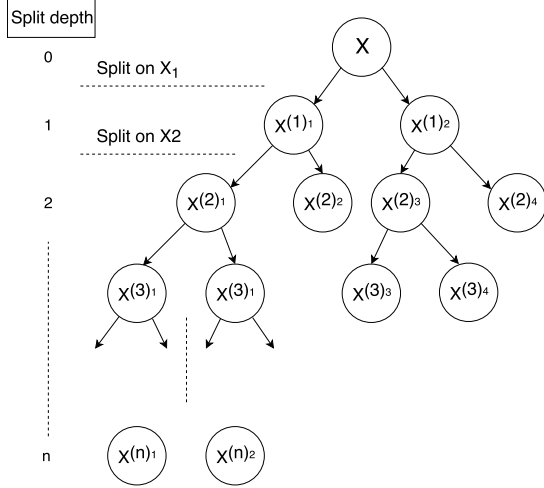 Split depth
X
0
Split on X₁
1
X⁽¹⁾₁ X⁽¹⁾₂
Split on X2
2
X⁽²⁾₁ X⁽²⁾₂ X⁽²⁾₃ X⁽²⁾₄
X⁽³⁾₁ X⁽³⁾₁ X⁽³⁾₃ X⁽³⁾₄
n
X⁽ⁿ⁾₁ X⁽ⁿ⁾₂